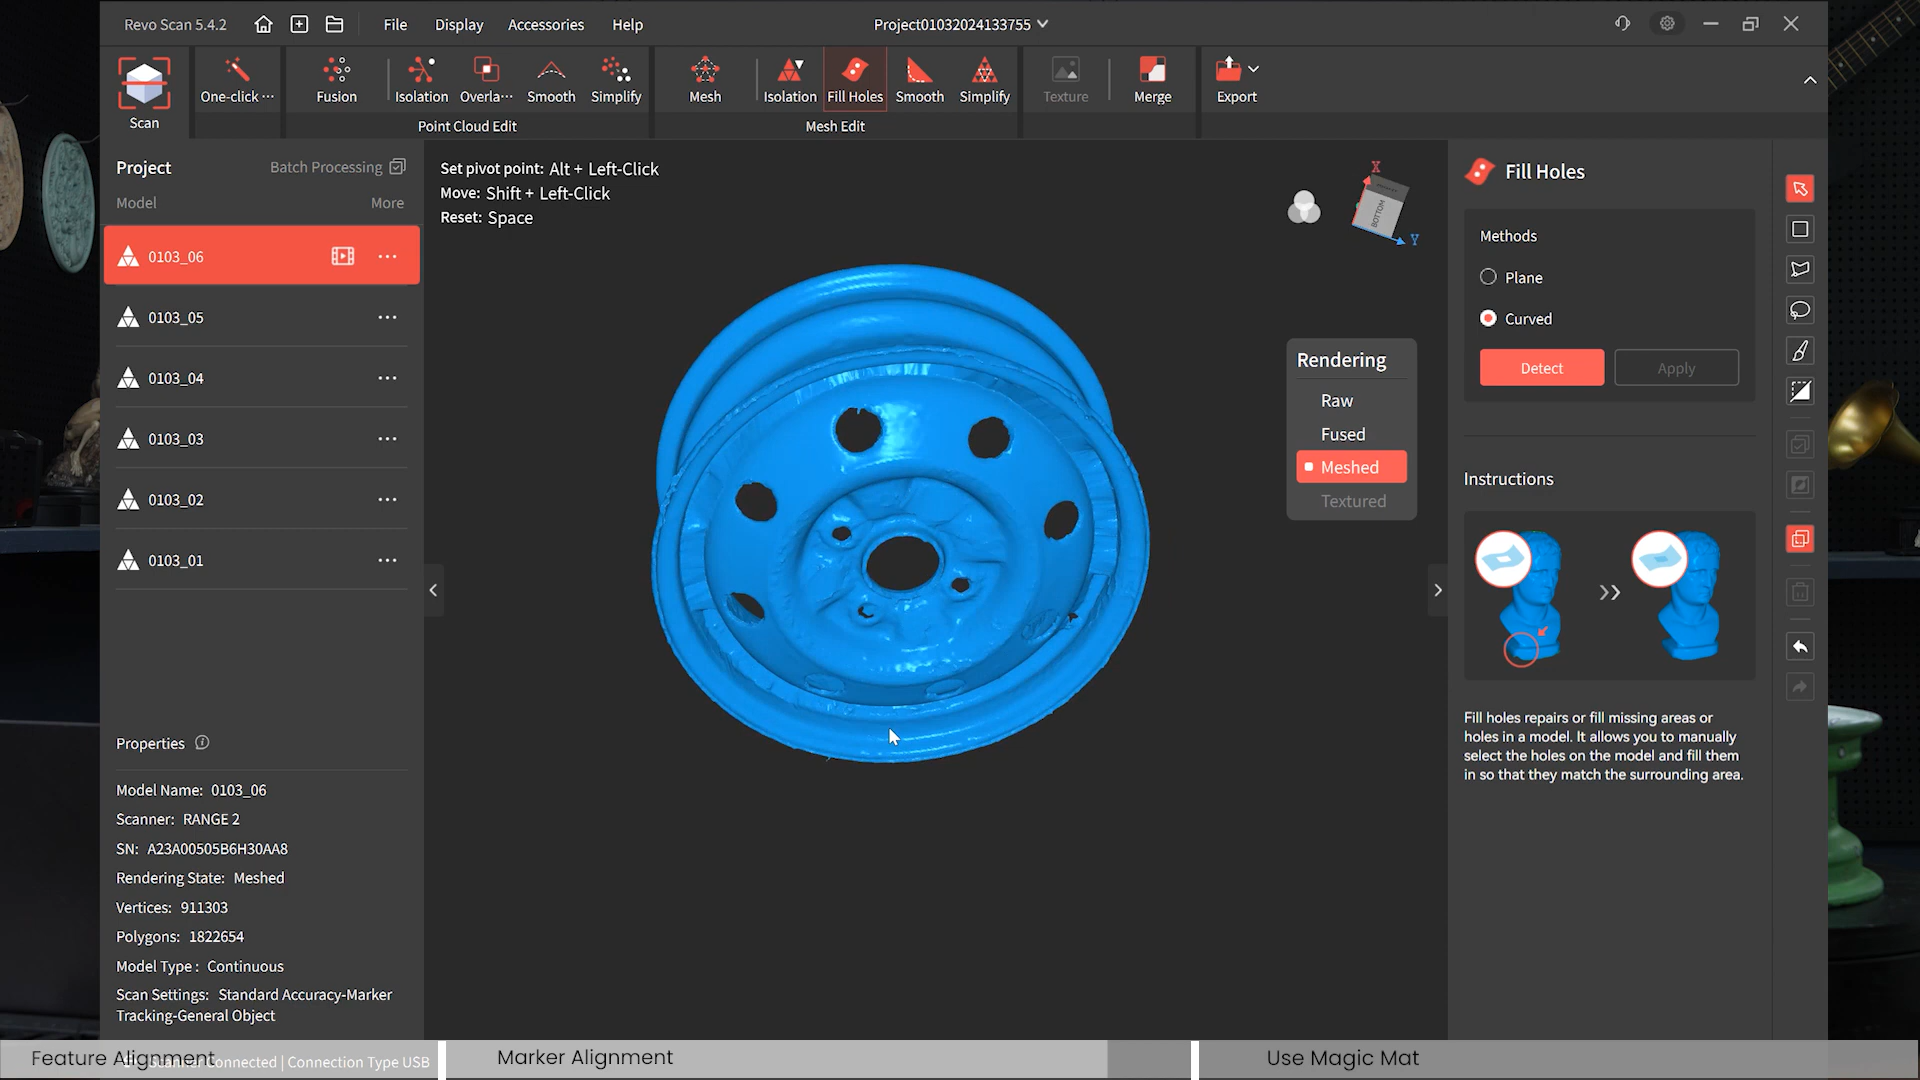 Revo Scan 5.4.2
File
Display
Accessories
Help
Project01032024133755
Scan
One-click ···
Fusion
Isolation
Overla···
Smooth
Simplify
Point Cloud Edit
Mesh
Isolation
Fill Holes
Smooth
Simplify
Mesh Edit
Texture
Merge
Export
Project
Batch Processing
Model
More
0103_06
0103_05
0103_04
0103_03
0103_02
0103_01
Properties
Model Name: 0103_06
Scanner: RANGE 2
SN: A23A00505B6H30AA8
Rendering State: Meshed
Vertices: 911303
Polygons: 1822654
Model Type : Continuous
Scan Settings: Standard Accuracy-Marker
Tracking-General Object
Set pivot point: Alt + Left-Click
Move: Shift + Left-Click
Reset: Space
X
BOTTOM
Y
Rendering
Raw
Fused
Meshed
Textured
Fill Holes
Methods
Plane
Curved
Detect
Apply
Instructions
Fill holes repairs or fill missing areas or
holes in a model. It allows you to manually
select the holes on the model and fill them
in so that they match the surrounding area.
Feature Alignment
Connected | Connection Type USB
Marker Alignment
Use Magic Mat